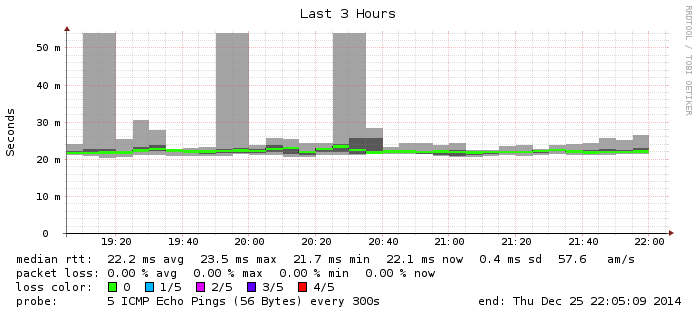 Last 3 Hours
RRDTOOL / TOBI OETIKER
Seconds
50 m
40 m
30 m
20 m
10 m
0
19:20 19:40 20:00 20:20 20:40 21:00 21:20 21:40 22:00
median rtt: 22.2 ms avg 23.5 ms max 21.7 ms min 22.1 ms now 0.4 ms sd 57.6 am/s
packet loss: 0.00 % avg 0.00 % max 0.00 % min 0.00 % now
loss color: 0 1/5 2/5 3/5 4/5
probe: 5 ICMP Echo Pings (56 Bytes) every 300s end: Thu Dec 25 22:05:09 2014